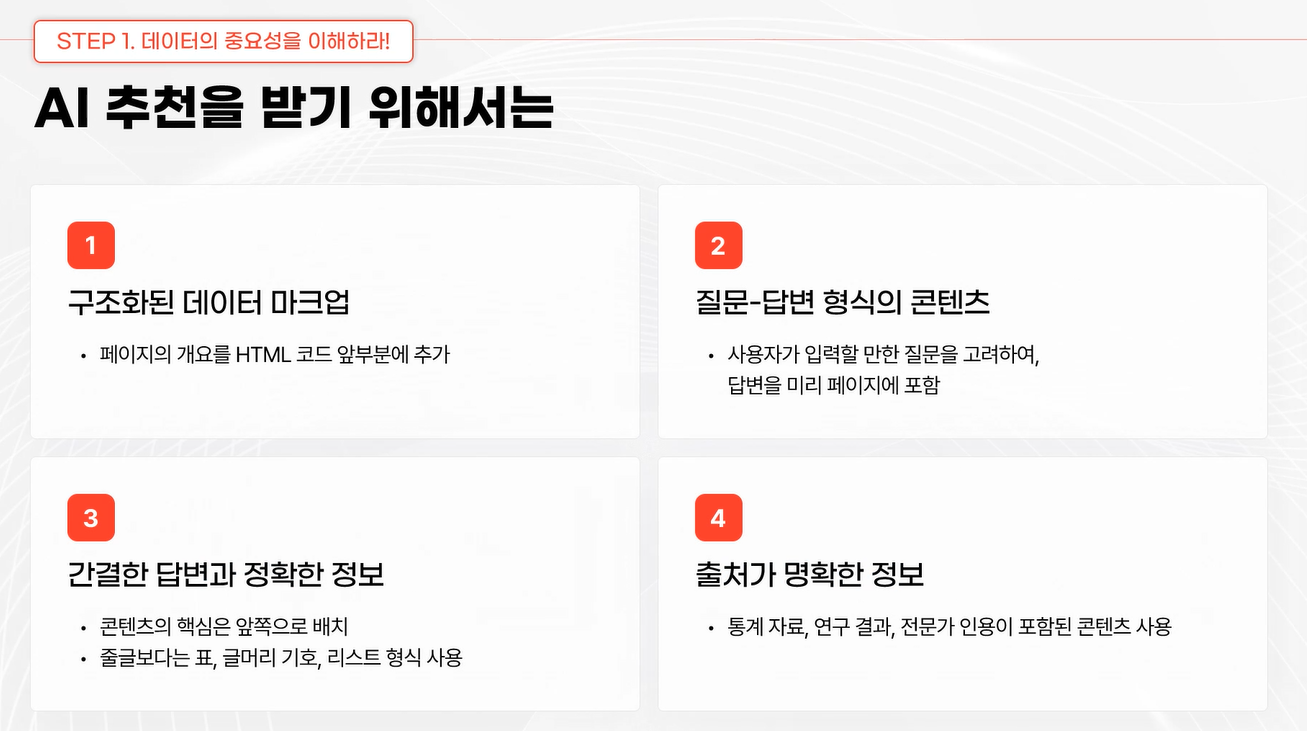 STEP 1. 데이터의 중요성을 이해하라!
AI 추천을 받기 위해서는
1
구조화된 데이터 마크업
• 페이지의 개요를 HTML 코드 앞부분에 추가
2
질문-답변 형식의 콘텐츠
• 사용자가 입력할 만한 질문을 고려하여,
답변을 미리 페이지에 포함
3
간결한 답변과 정확한 정보
• 콘텐츠의 핵심은 앞쪽으로 배치
• 줄글보다는 표, 글머리 기호, 리스트 형식 사용
4
출처가 명확한 정보
• 통계 자료, 연구 결과, 전문가 인용이 포함된 콘텐츠 사용